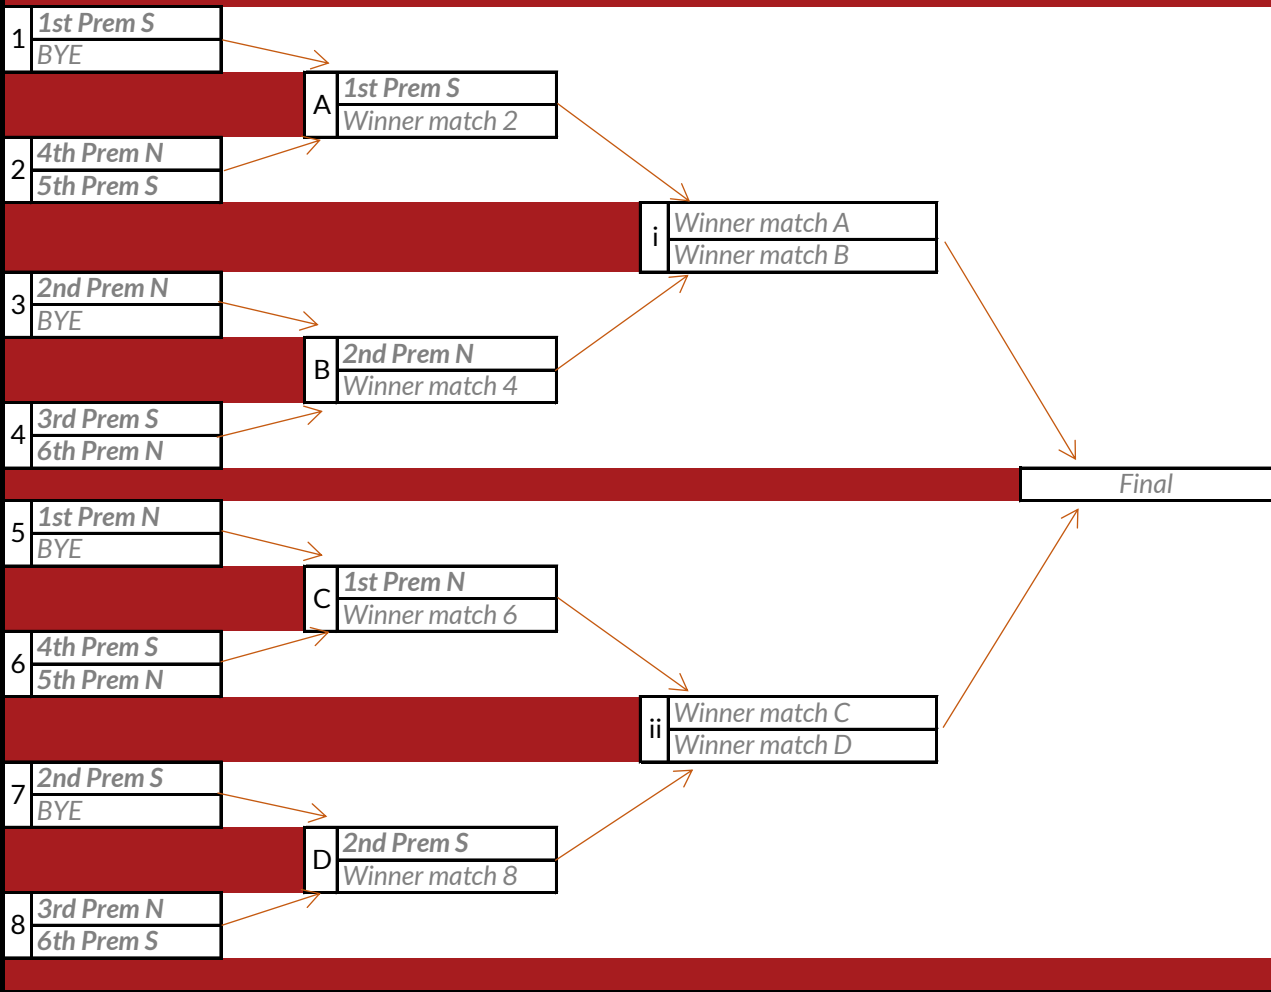 1
1st Prem S
BYE
A
1st Prem S
Winner match 2
2
4th Prem N
5th Prem S
i
Winner match A
Winner match B
3
2nd Prem N
BYE
B
2nd Prem N
Winner match 4
4
3rd Prem S
6th Prem N
Final
5
1st Prem N
BYE
C
1st Prem N
Winner match 6
6
4th Prem S
5th Prem N
ii
Winner match C
Winner match D
7
2nd Prem S
BYE
D
2nd Prem S
Winner match 8
8
3rd Prem N
6th Prem S